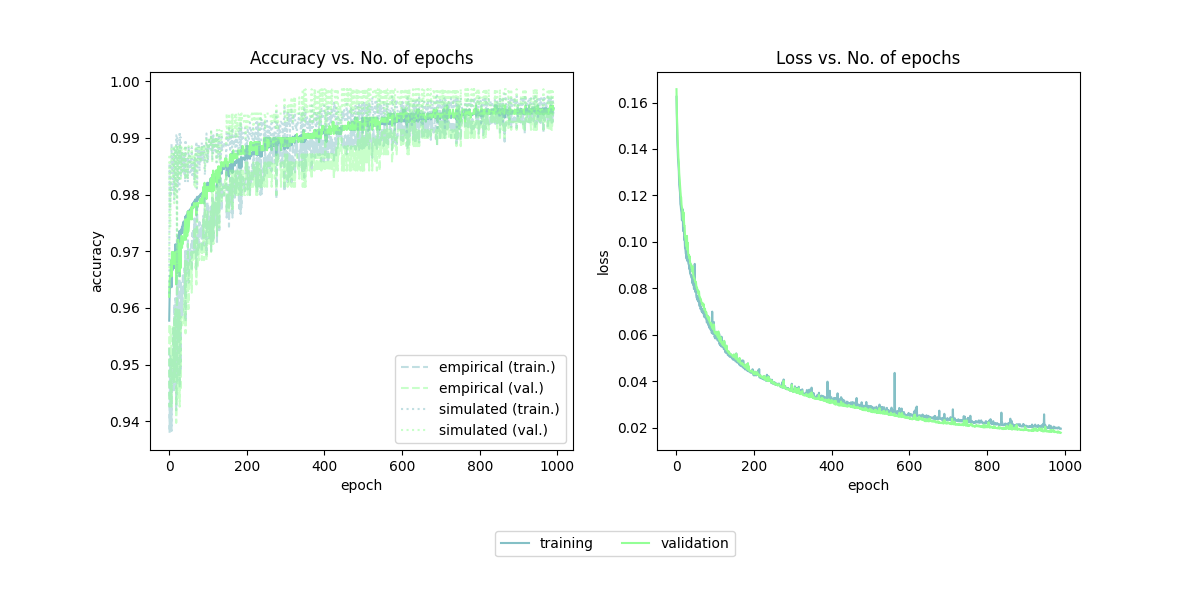 Accuracy vs. No. of epochs
Loss vs. No. of epochs
1.00
0.99
0.98
0.97
0.96
0.95
0.94
accuracy
0 200 400 600 800 1000
epoch
empirical (train.)
empirical (val.)
simulated (train.)
simulated (val.)
0.16
0.14
0.12
0.10
0.08
0.06
0.04
0.02
loss
0 200 400 600 800 1000
epoch
training validation